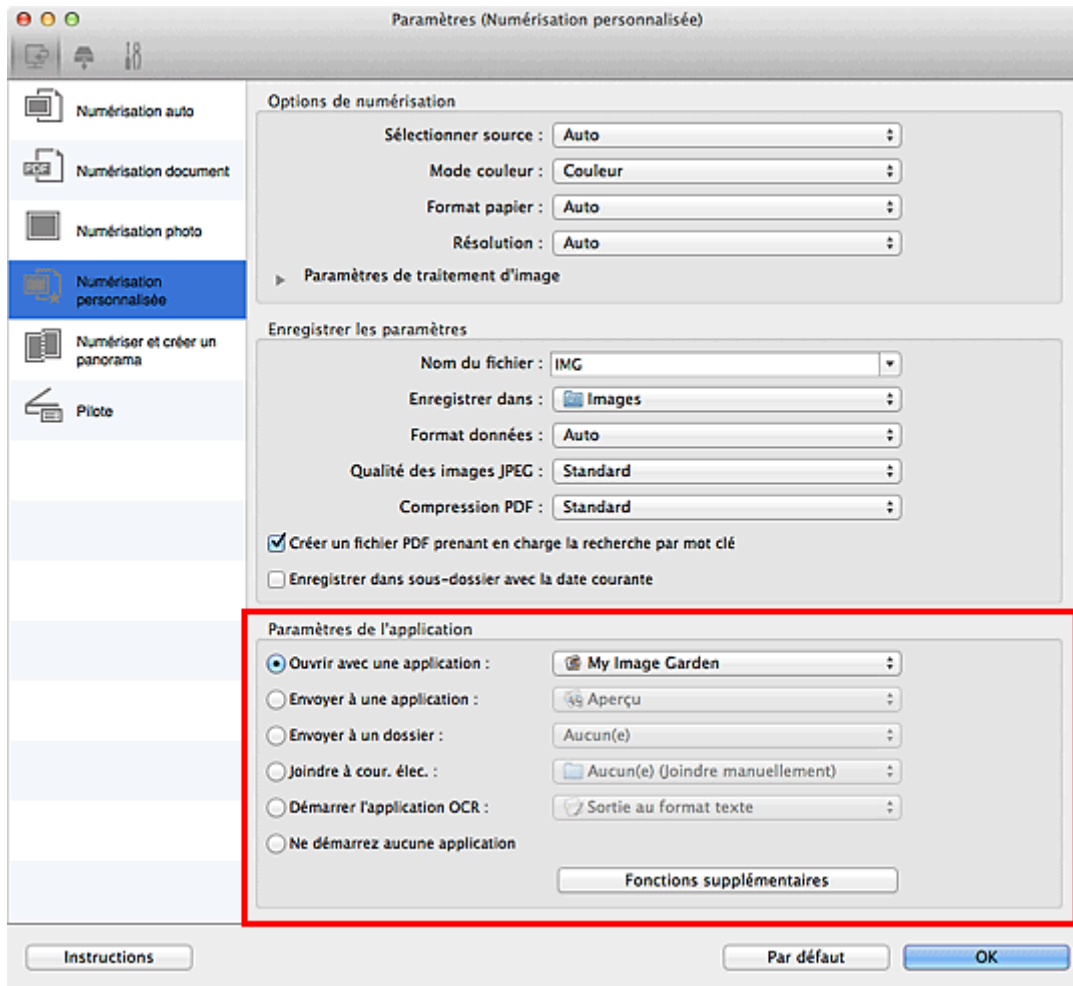 Paramètres (Numérisation personnalisée)
Numérisation auto
PDF
Numérisation document
Numérisation photo
Numérisation
personnalisée
Numériser et créer un
panorama
Pilote
Options de numérisation
Sélectionner source : Auto
Mode couleur : Couleur
Format papier : Auto
Résolution : Auto
Paramètres de traitement d'image
Enregistrer les paramètres
Nom du fichier : IMG
Enregistrer dans : Images
Format données : Auto
Qualité des images JPEG : Standard
Compression PDF : Standard
Créer un fichier PDF prenant en charge la recherche par mot clé
Enregistrer dans sous-dossier avec la date courante
Paramètres de l'application
Ouvrir avec une application : My Image Garden
Envoyer à une application : Aperçu
Envoyer à un dossier : Aucun(e)
Joindre à cour. élec. : Aucun(e) (Joindre manuellement)
Démarrer l'application OCR : Sortie au format texte
Ne démarrez aucune application
Fonctions supplémentaires
Instructions Par défaut OK